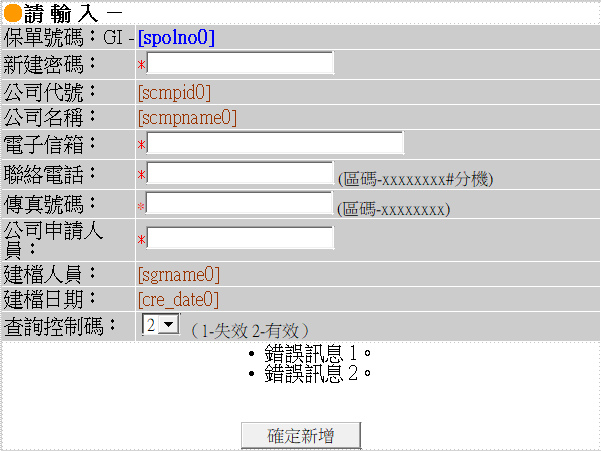 請 輸 入 －
保單號碼：GI - [spolno0]
新建密碼： *
公司代號： [scmpid0]
公司名稱： [scmpname0]
電子信箱： *
聯絡電話： * (區碼-xxxxxxxx#分機)
傳真號碼： * (區碼-xxxxxxxx)
公司申請人
員： *
建檔人員： [sgrname0]
建檔日期： [cre_date0]
查詢控制碼： 2 （1-失效 2-有效）
• 錯誤訊息 1。
• 錯誤訊息 2。
確定新增